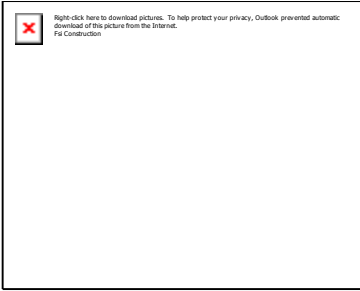 Right-click here to download pictures. To help protect your privacy, Outlook prevented automatic
download of this picture from the Internet.
Fsi Construction